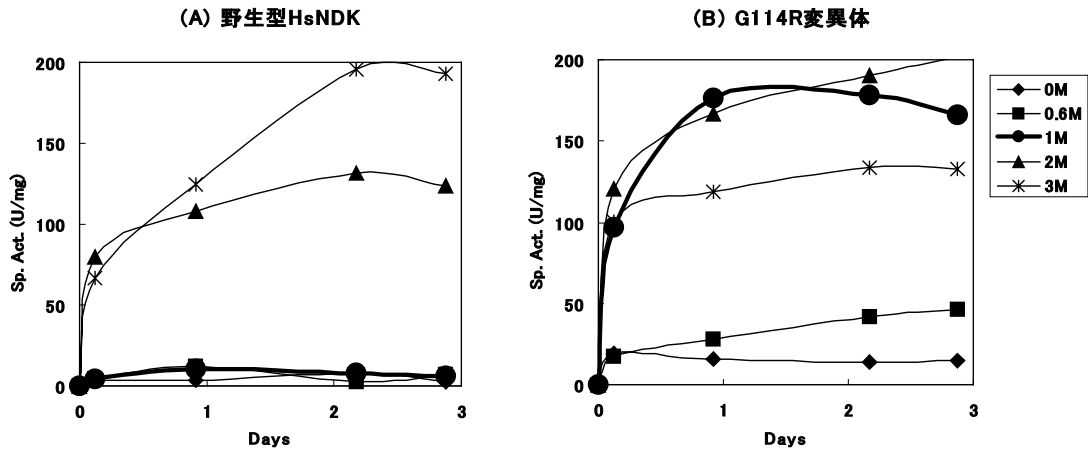 (A) 野生型HsNDK
200
150
100
50
0
0 1 2 3
Sp. Act. (U/mg)
Days
(B) G114R変異体
200
150
100
50
0
0 1 2 3
Sp. Act. (U/mg)
Days
0M
0.6M
1M
2M
3M